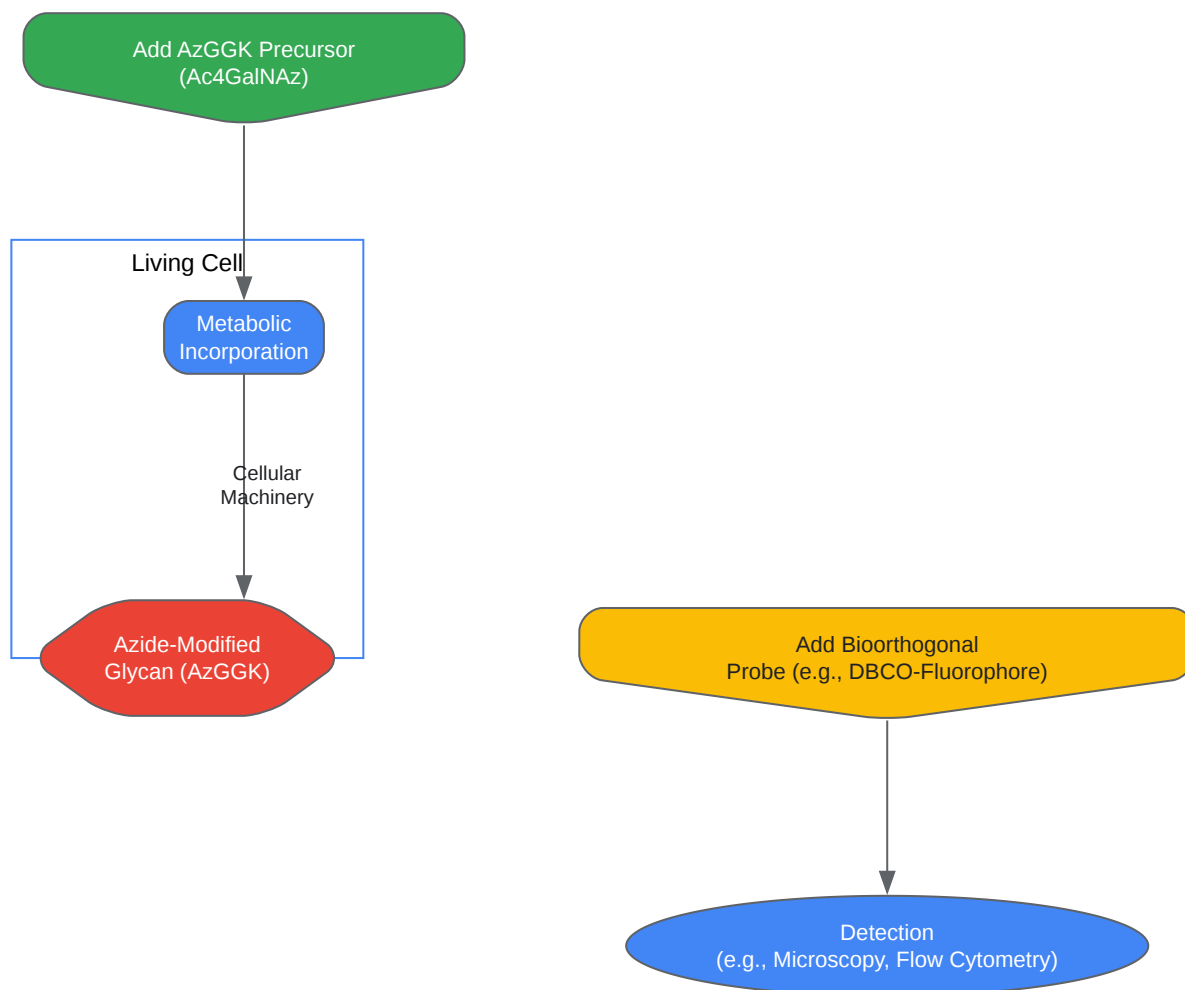 Add AzGGK Precursor
(Ac4GalNAz)
Living Cell
Metabolic
Incorporation
Cellular
Machinery
Azide-Modified
Glycan (AzGGK)
Add Bioorthogonal
Probe (e.g., DBCO-Fluorophore)
Detection
(e.g., Microscopy, Flow Cytometry)